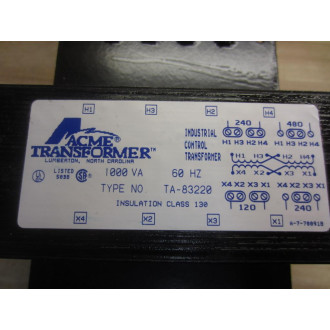 H1 H3 H2 H4
ACME®
TRANSFORMER™
LUMBERTON, NORTH CAROLINA
INDUSTRIAL
CONTROL
TRANSFORMER
240 480
H1 H3 H2 H4 H1 H3 H2 H4
H1 H3 H2 H4
X4 X2 X3 X1
X4 X3 X2 X1 X4 X2 X3 X1
120 240
LISTED
1000 VA 60 HZ
TYPE NO TA-83220
INSULATION CLASS 130
X4 X2 X3 X1